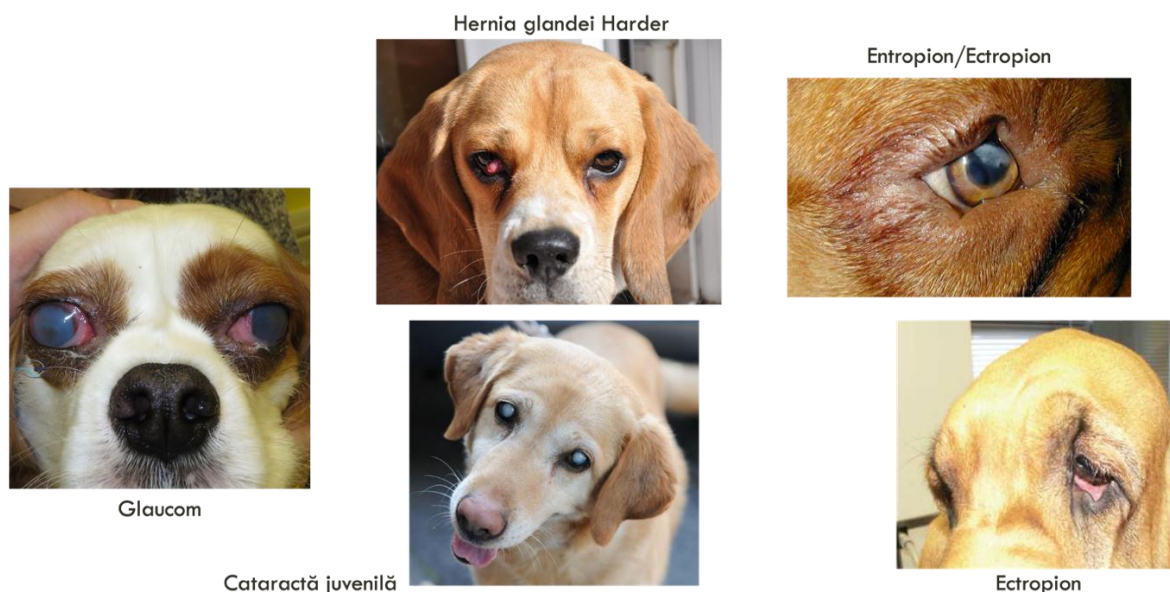 Hernia glandei Harder
Entropion/Ectropion
Glaucom
Cataractă juvenilă
Ectropion